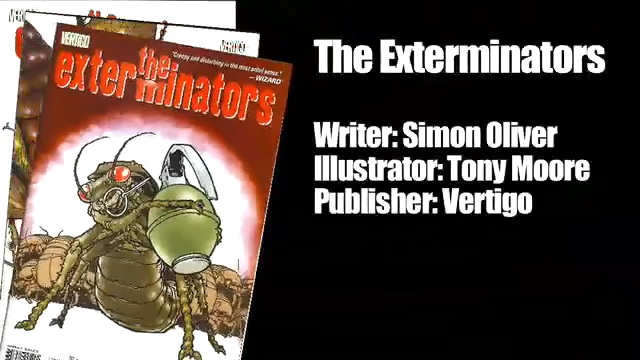 VERTIGO
VERTIGO
"Creepy and disturbing in the most artful sense."
— WIZARD
the
exterminators
The Exterminators
Writer: Simon Oliver
Illustrator: Tony Moore
Publisher: Vertigo